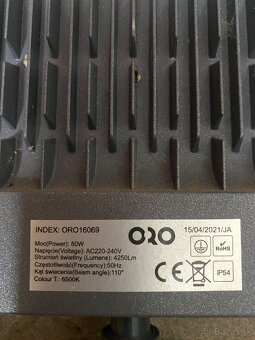 INDEX: ORO16069
ORO
15/04/2021/JA
Moc(Power): 50W
Napięcie(Voltage): AC220-240V
Strumień świetlny (Lumens): 4250Lm
Częstotliwość(Frequency):50Hz
Kąt świecenia(Beam angle):110°
Colour T.: 6500K
RoHS
CE
IP54